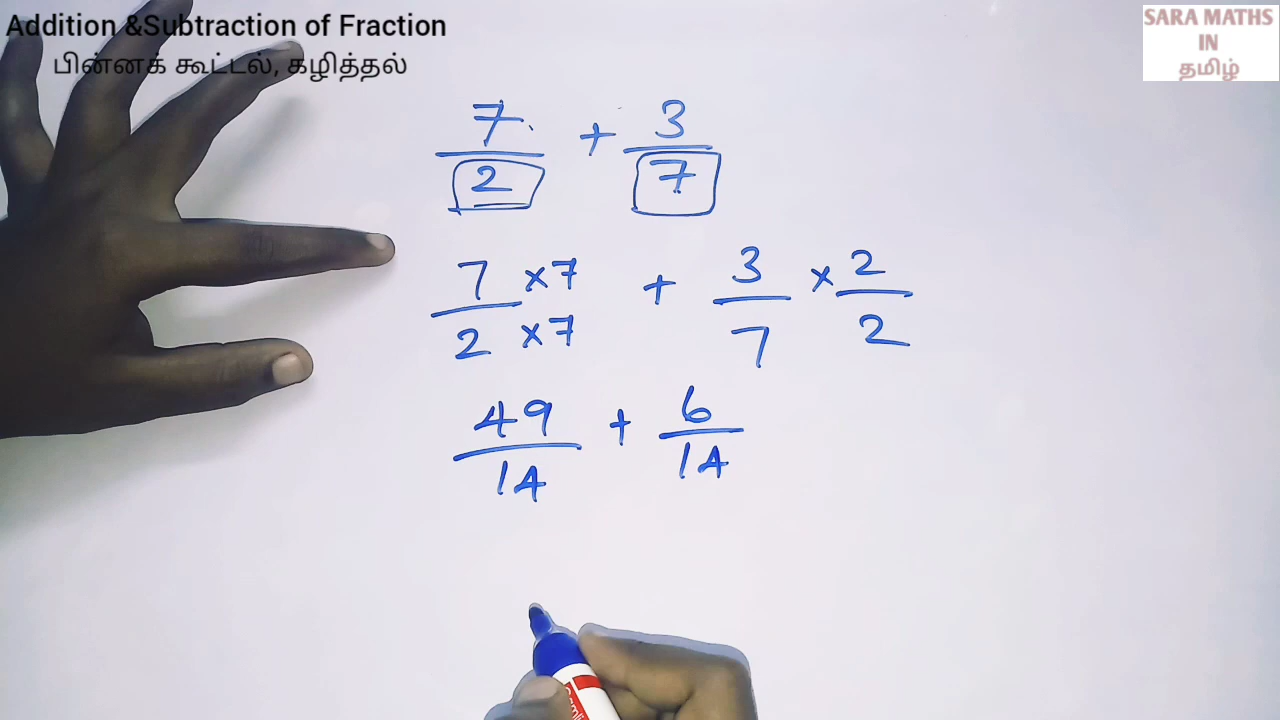 Addition &Subtraction of Fraction
பின்னக் கூட்டல், கழித்தல்
SARA MATHS
IN
தமிழ்
7/2 + 3/7
7×7/2×7 + 3/7 × 2/2
49/14 + 6/14